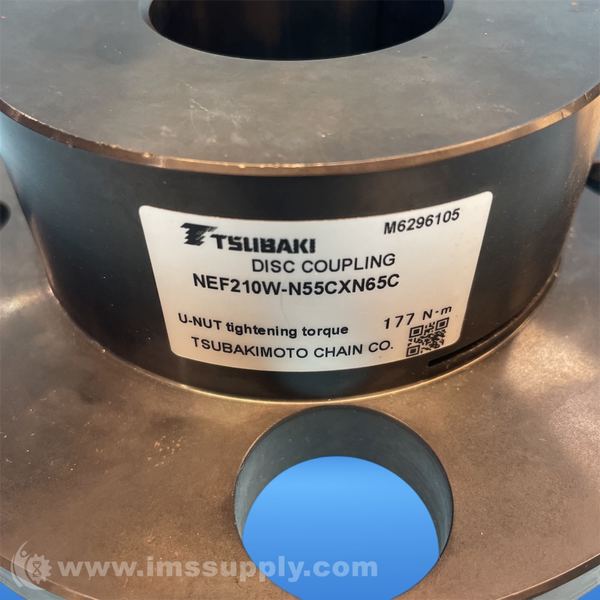 M6296105
TSUBAKI
DISC COUPLING
NEF210W-N55CXN65C
U-NUT tightening torque 177 N-m
TSUBAKIMOTO CHAIN CO.
www.imssupply.com